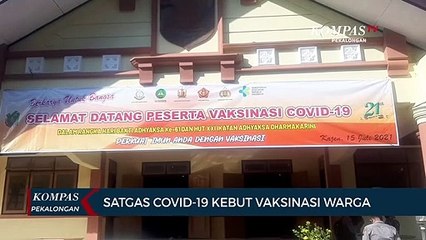 KOMPAS TV
PEKALONGAN
Berkarya Untuk Bangsa
SELAMAT DATANG PESERTA VAKSINASI COVID-19
DALAM RANGKA HARI BAKTI ADHYAKSA Ke-61 DAN HUT XXI IKATAN ADHYAKSA DHARMAKARINI
PERKUAT IMUN ANDA DENGAN VAKSINASI
21
Kajen, 15 Juli 2021
KOMPAS
PEKALONGAN
SATGAS COVID-19 KEBUT VAKSINASI WARGA